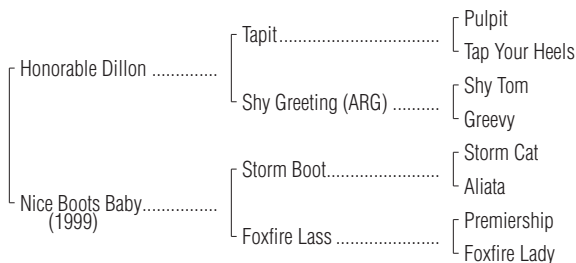 Pulpit
Tapit....................................
Tap Your Heels
Honorable Dillon ..............
Shy Tom
Shy Greeting (ARG) ..........
Greevy
Storm Cat
Storm Boot.........................
Aliata
Nice Boots Baby................
(1999)
Premiership
Foxfire Lass .......................
Foxfire Lady